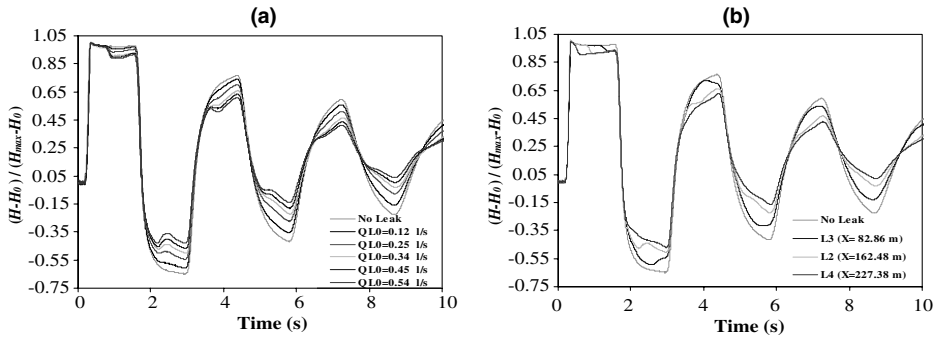 (a)
1.05
0.85
0.65
0.45
0.25
0.05
-0.15
-0.35
-0.55
-0.75
(H-H0) / (Hmax-H0)
No Leak
QL0=0.12 l/s
QL0=0.25 l/s
QL0=0.34 l/s
QL0=0.45 l/s
QL0=0.54 l/s
0 2 4 6 8 10
Time (s)
(b)
1.05
0.85
0.65
0.45
0.25
0.05
-0.15
-0.35
-0.55
-0.75
(H-H0) / (Hmax-H0)
No Leak
L3 (X= 82.86 m)
L2 (X=162.48 m)
L4 (X=227.38 m)
0 2 4 6 8 10
Time (s)